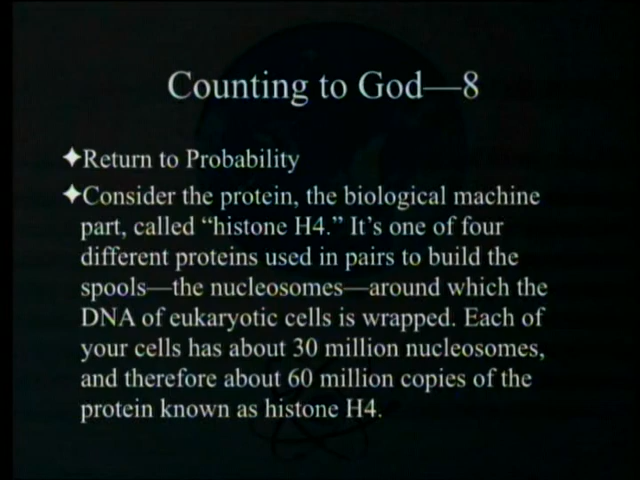 Counting to God—8
✦Return to Probability
✦Consider the protein, the biological machine
part, called “histone H4.” It’s one of four
different proteins used in pairs to build the
spools—the nucleosomes—around which the
DNA of eukaryotic cells is wrapped. Each of
your cells has about 30 million nucleosomes,
and therefore about 60 million copies of the
protein known as histone H4.